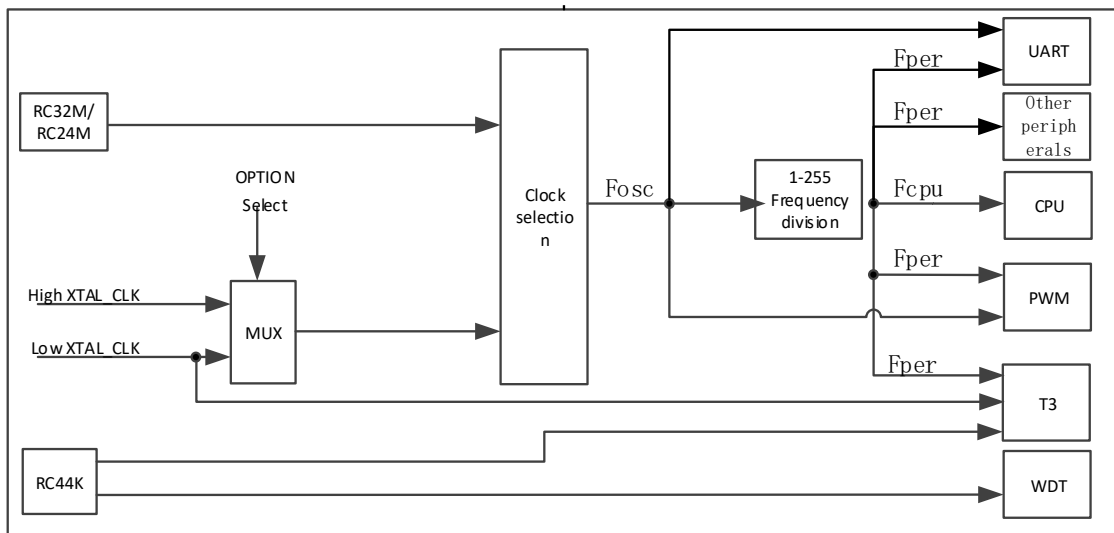 RC32M/
RC24M
OPTION
Select
High XTAL_CLK
Low XTAL_CLK
MUX
RC44K
Clock
selectio
n
Fosc
1-255
Frequency
division
Fper
UART
Fper
Other
periph
erals
Fcpu
CPU
Fper
PWM
Fper
T3
WDT